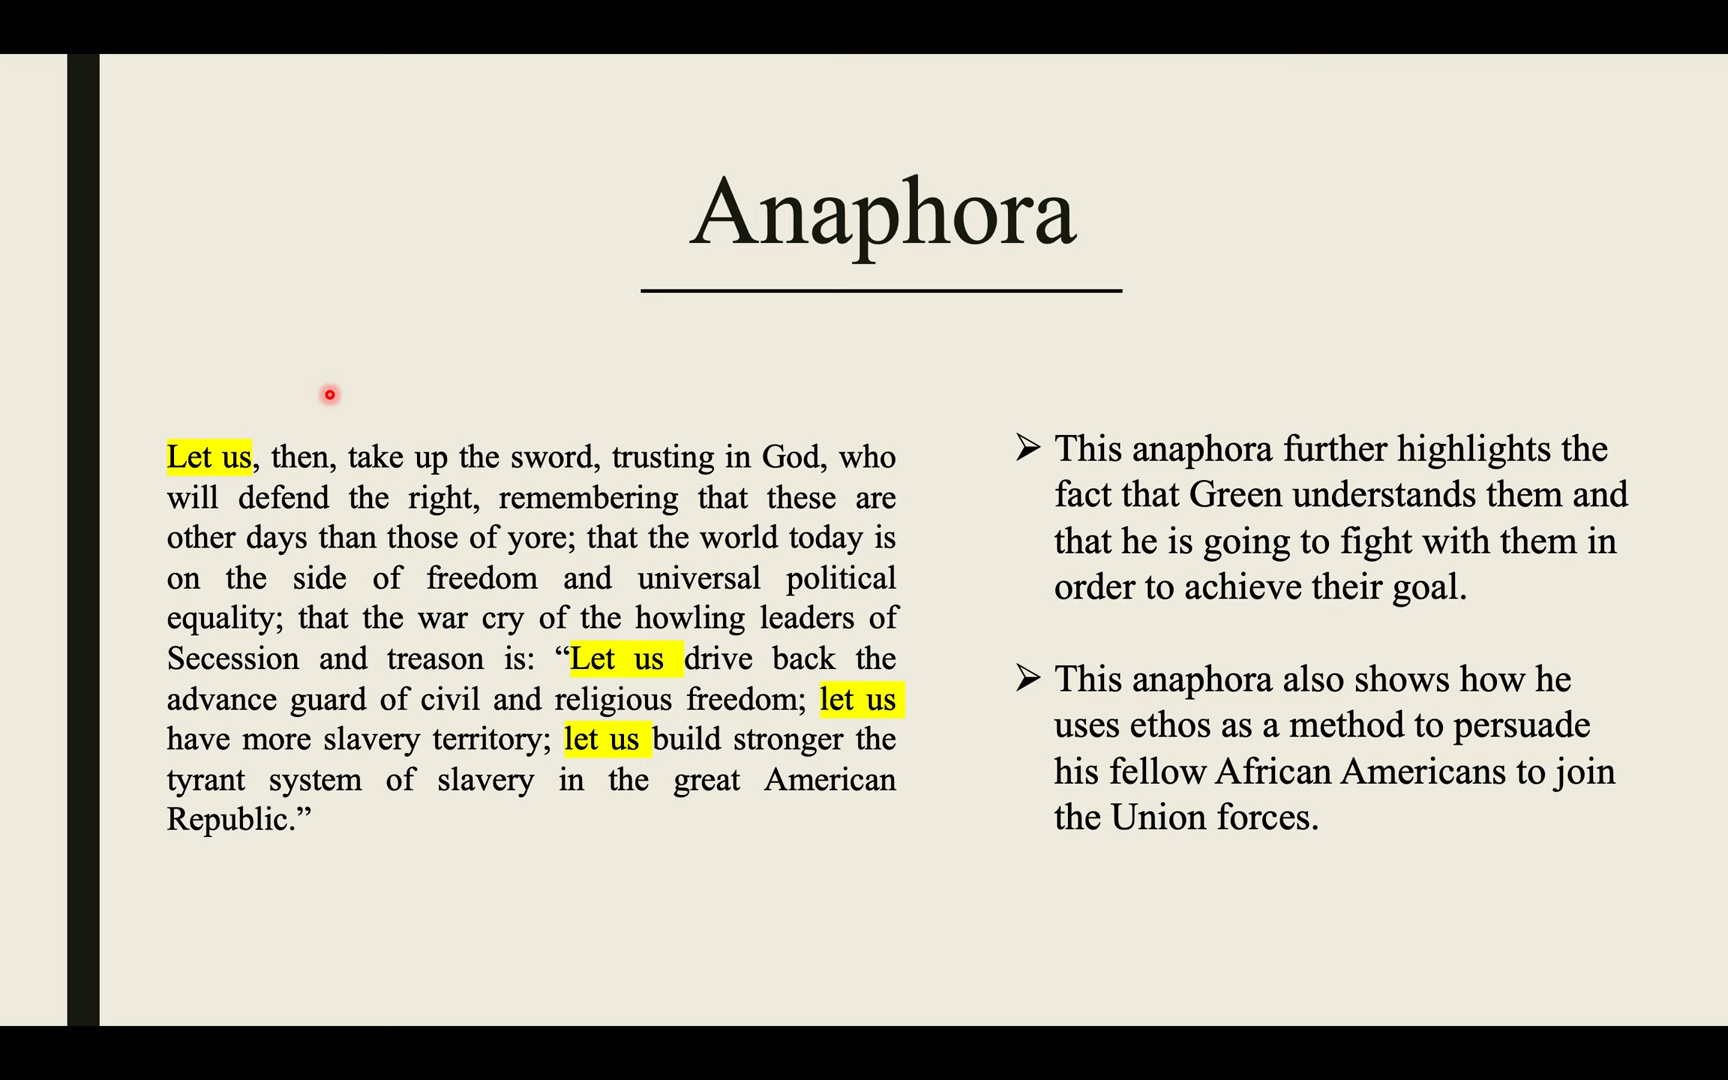 Anaphora
Let us, then, take up the sword, trusting in God, who
will defend the right, remembering that these are
other days than those of yore; that the world today is
on the side of freedom and universal political
equality; that the war cry of the howling leaders of
Secession and treason is: “Let us drive back the
advance guard of civil and religious freedom; let us
have more slavery territory; let us build stronger the
tyrant system of slavery in the great American
Republic.”
➢ This anaphora further highlights the
fact that Green understands them and
that he is going to fight with them in
order to achieve their goal.
➢ This anaphora also shows how he
uses ethos as a method to persuade
his fellow African Americans to join
the Union forces.